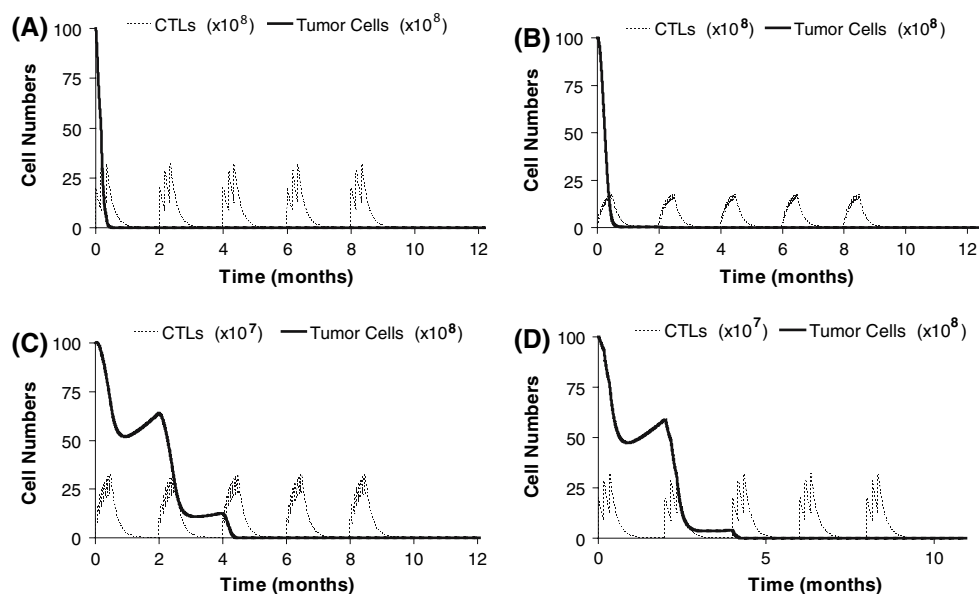 (A)
CTLs (x10⁸) Tumor Cells (x10⁸)
Cell Numbers
100
75
50
25
0
0 2 4 6 8 10 12
Time (months)
(B)
CTLs (x10⁸) Tumor Cells (x10⁸)
Cell Numbers
100
75
50
25
0
0 2 4 6 8 10 12
Time (months)
(C)
CTLs (x10⁷) Tumor Cells (x10⁸)
Cell Numbers
100
75
50
25
0
0 2 4 6 8 10 12
Time (months)
(D)
CTLs (x10⁷) Tumor Cells (x10⁸)
Cell Numbers
100
75
50
25
0
0 5 10
Time (months)